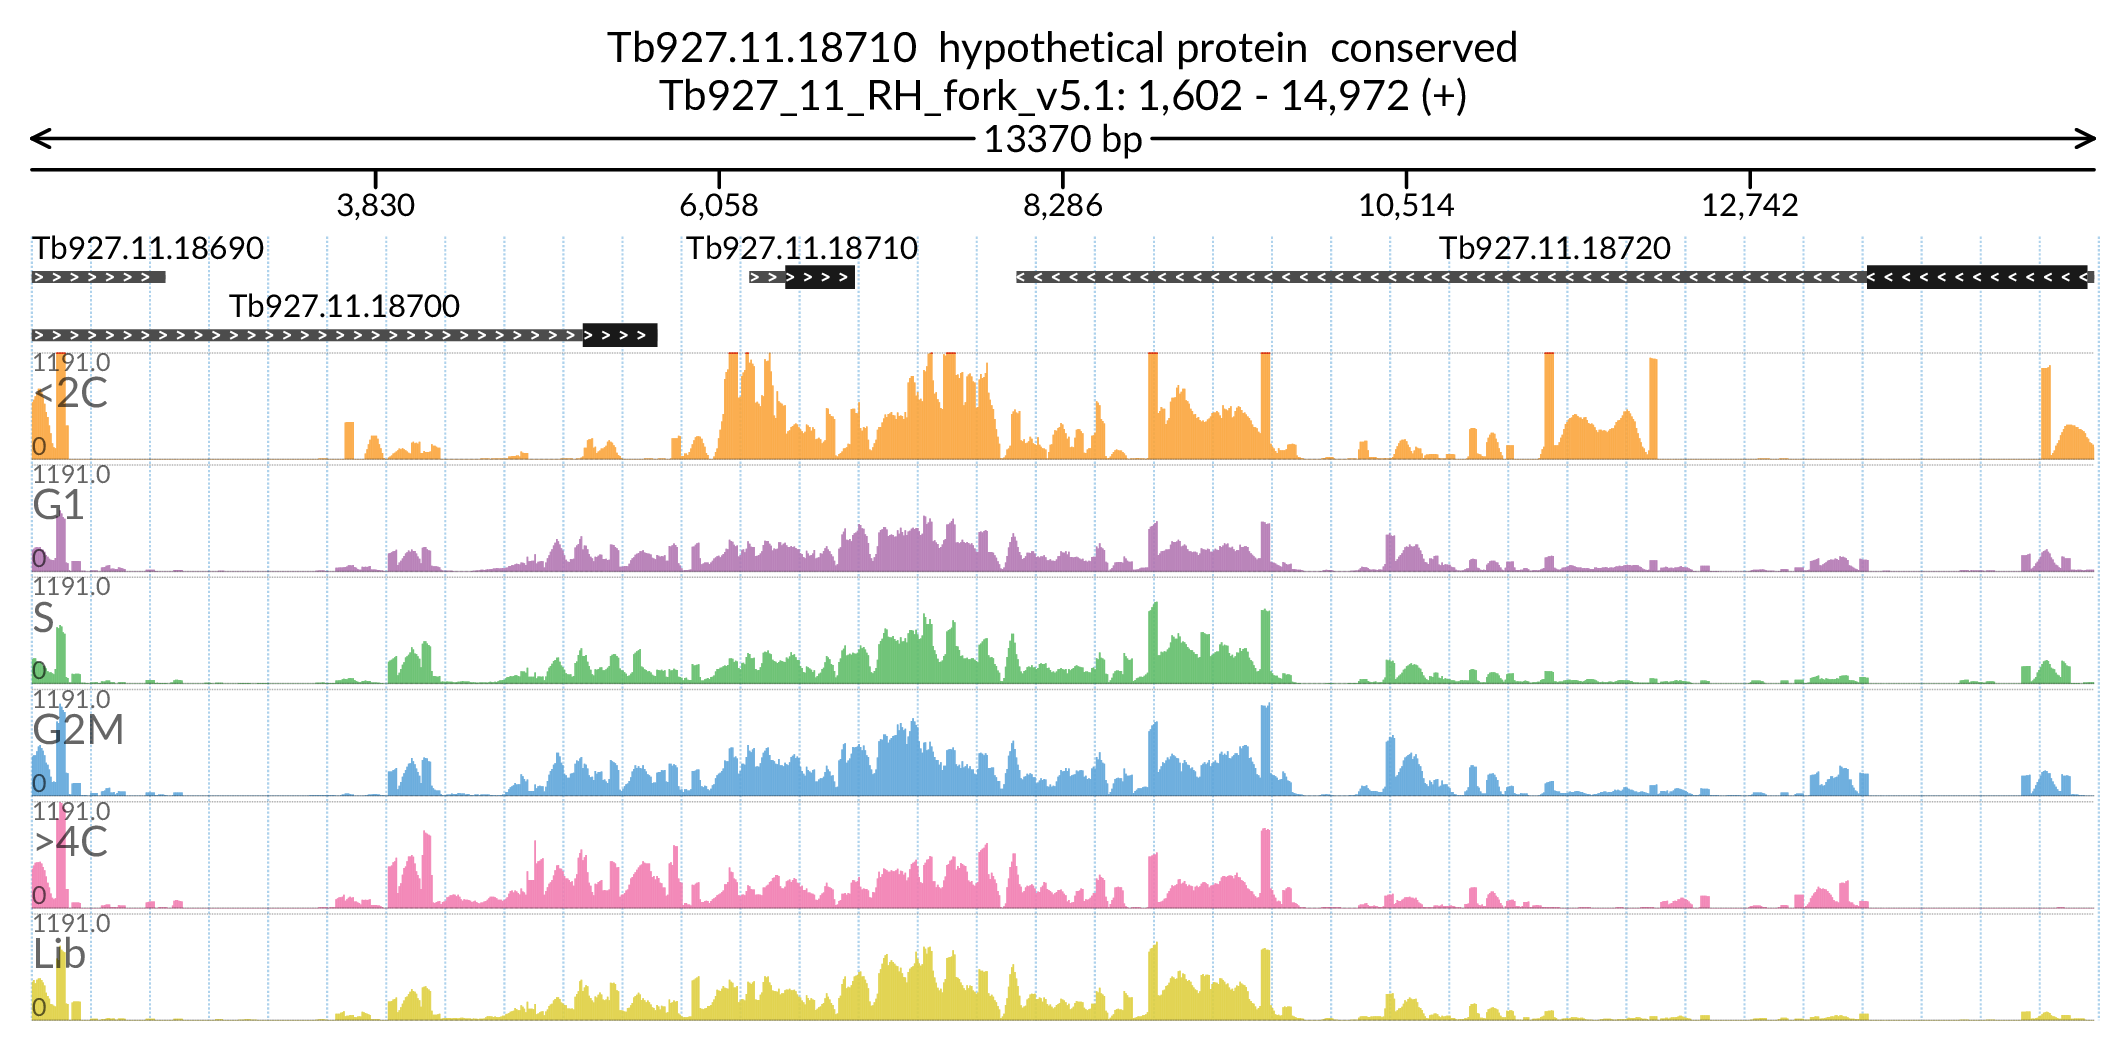 Tb927.11.18710 hypothetical protein conserved
Tb927_11_RH_fork_v5.1: 1,602 - 14,972 (+)
13370 bp
3,830 6,058 8,286 10,514 12,742
Tb927.11.18690 Tb927.11.18710 Tb927.11.18720
Tb927.11.18700
1191.0
<2C
0
1191.0
G1
0
1191.0
S
0
1191.0
G2M
0
1191.0
>4C
0
1191.0
Lib
0